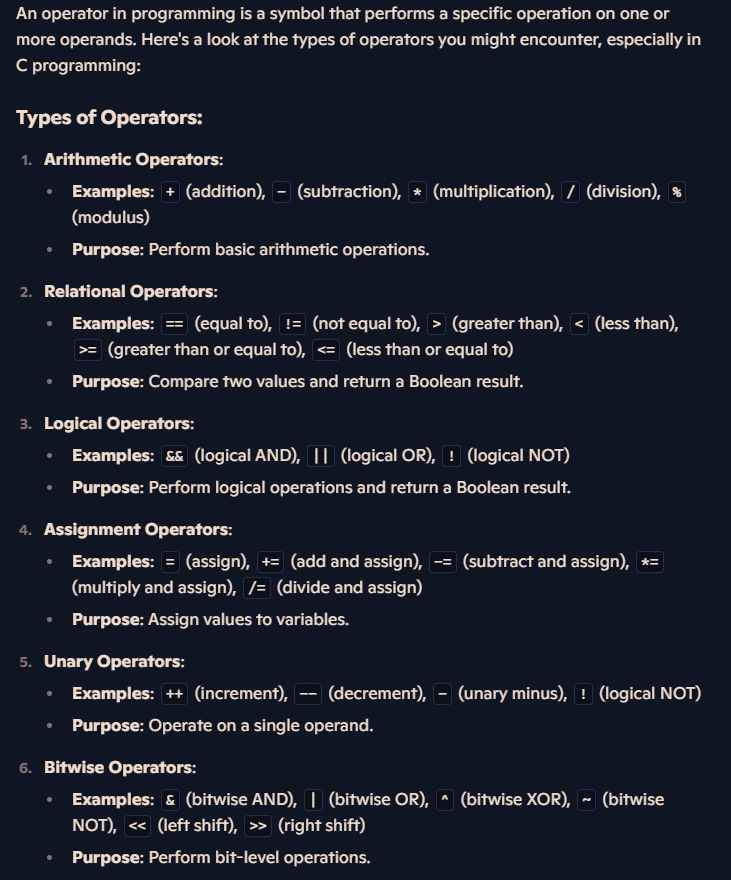 An operator in programming is a symbol that performs a specific operation on one or
more operands. Here's a look at the types of operators you might encounter, especially in
C programming:
Types of Operators:
1. Arithmetic Operators:
• Examples: + (addition), - (subtraction), * (multiplication), / (division), %
(modulus)
• Purpose: Perform basic arithmetic operations.
2. Relational Operators:
• Examples: == (equal to), != (not equal to), > (greater than), < (less than),
>= (greater than or equal to), <= (less than or equal to)
• Purpose: Compare two values and return a Boolean result.
3. Logical Operators:
• Examples: && (logical AND), || (logical OR), ! (logical NOT)
• Purpose: Perform logical operations and return a Boolean result.
4. Assignment Operators:
• Examples: = (assign), += (add and assign), -= (subtract and assign), *=
(multiply and assign), /= (divide and assign)
• Purpose: Assign values to variables.
5. Unary Operators:
• Examples: ++ (increment), -- (decrement), - (unary minus), ! (logical NOT)
• Purpose: Operate on a single operand.
6. Bitwise Operators:
• Examples: & (bitwise AND), | (bitwise OR), ^ (bitwise XOR), ~ (bitwise
NOT), << (left shift), >> (right shift)
• Purpose: Perform bit-level operations.